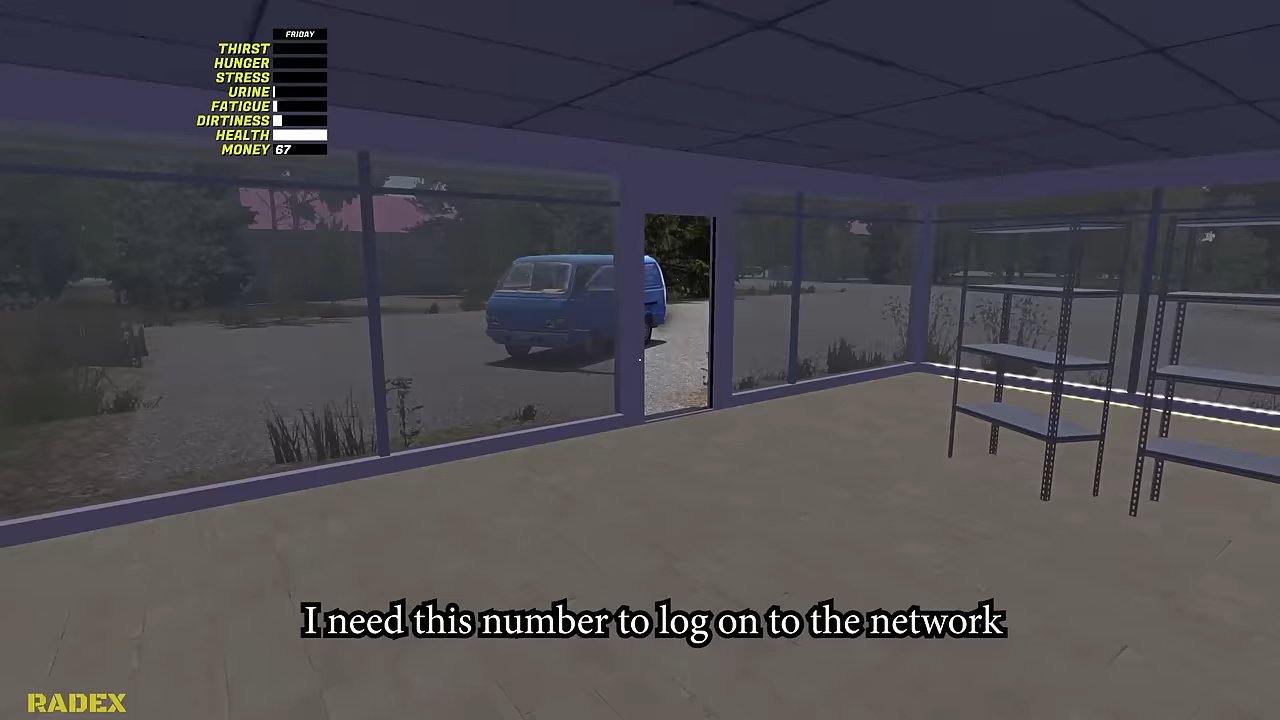 FRIDAY
THIRST
HUNGER
STRESS
URINE
FATIGUE
DIRTINESS
HEALTH
MONEY 67
I need this number to log on to the network
RADEX